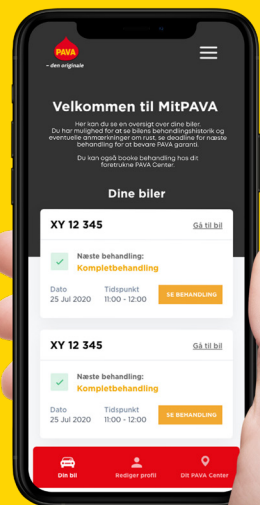 PAVA
- den originale
Velkommen til MitPAVA
Her kan du se en oversigt over dine biler.
Du har mulighed for at se bilens behandlingshistorik og
eventuelle anmærkninger om rust, se deadline for næste
behandling for at bevare PAVA garanti.
Du kan også booke behandling hos dit
foretrukne PAVA Center.
Dine biler
XY 12 345 Gå til bil
Næste behandling:
Kompletbehandling
Dato Tidspunkt
25 Jul 2020 11:00 - 12:00 SE BEHANDLING
XY 12 345 Gå til bil
Næste behandling:
Kompletbehandling
Dato Tidspunkt
25 Jul 2020 11:00 - 12:00 SE BEHANDLING
Din bil Rediger profil Dit PAVA Center